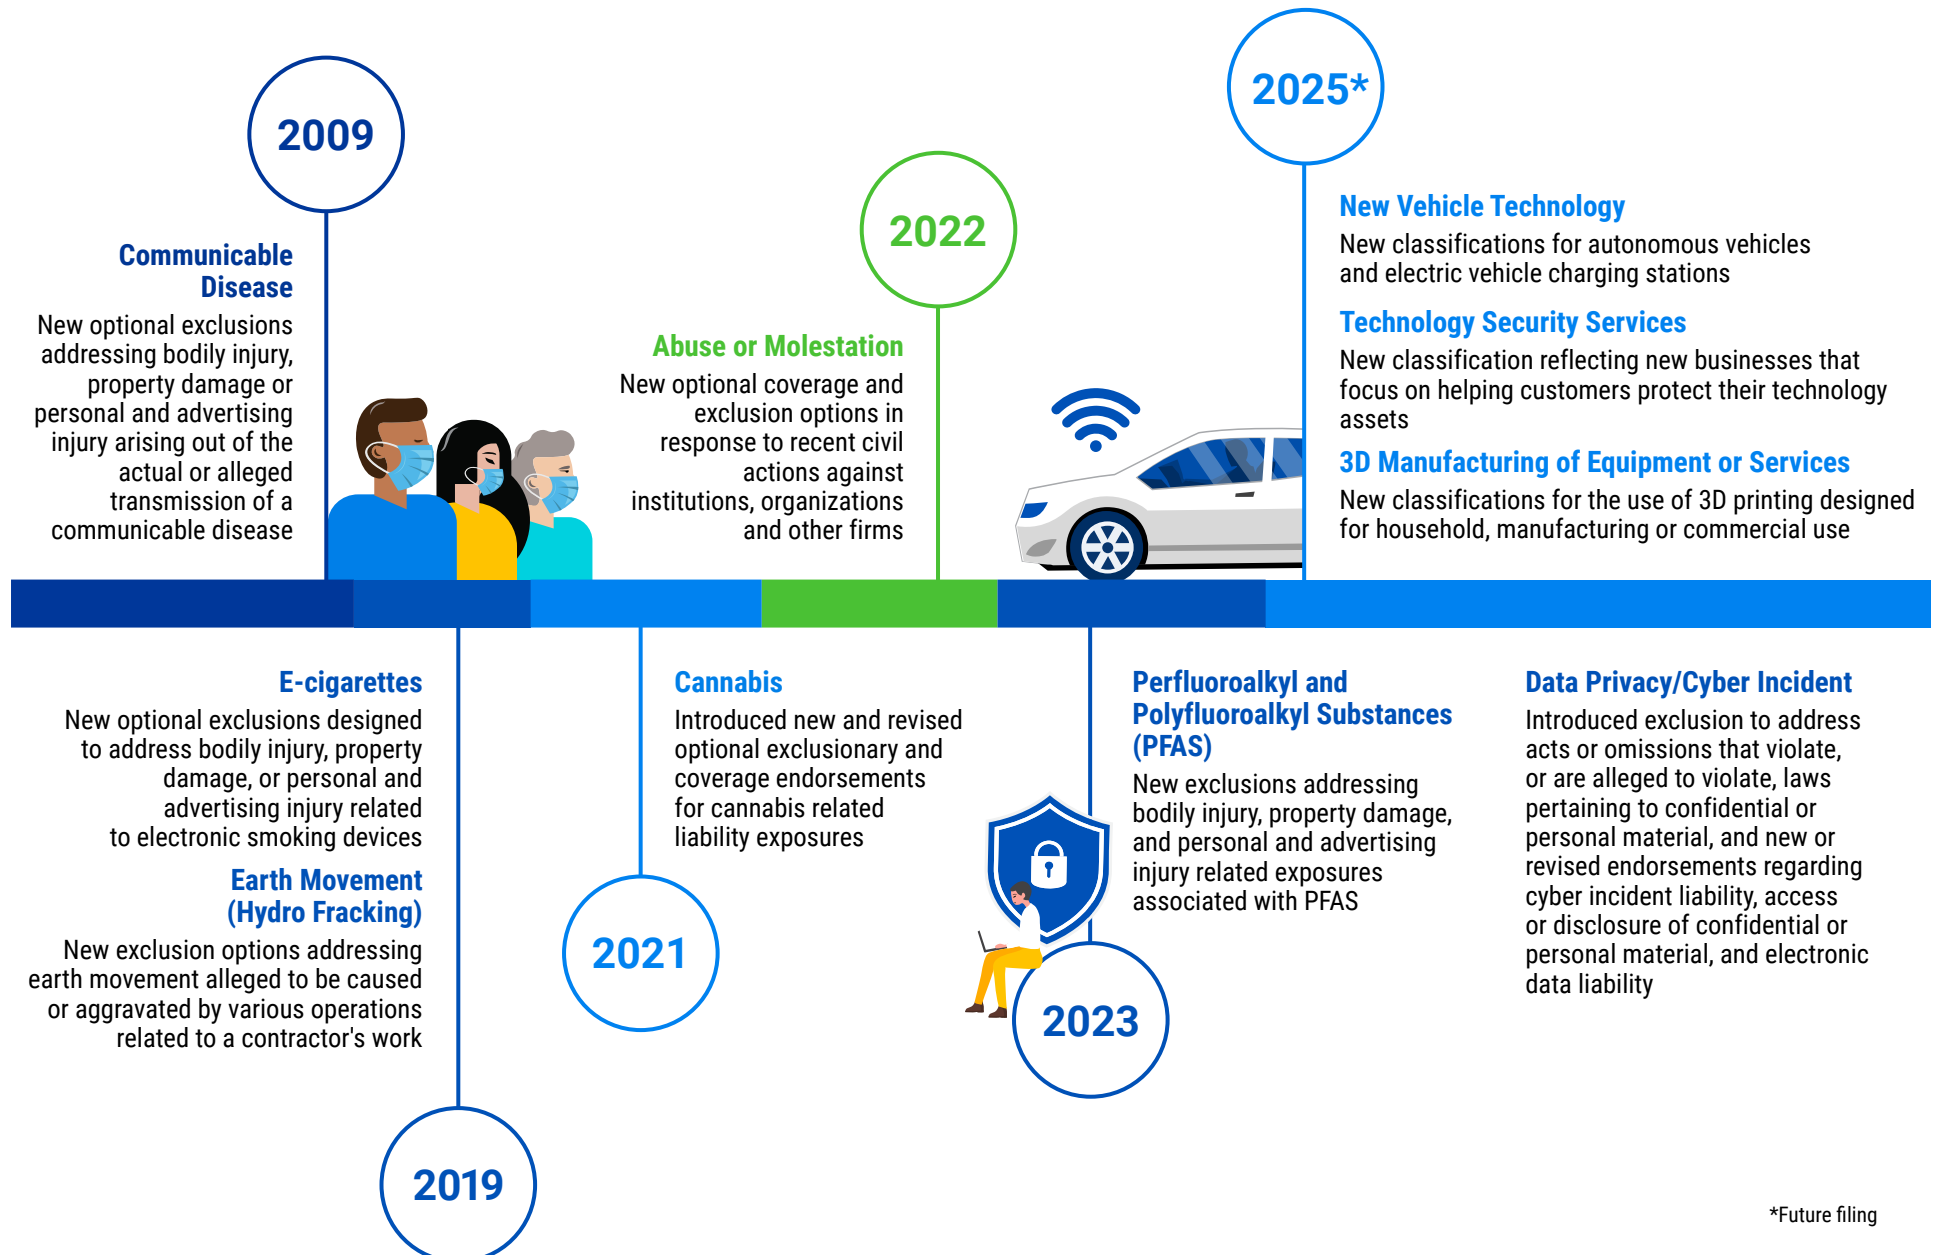 2009
Communicable
Disease
New optional exclusions
addressing bodily injury,
property damage or
personal and advertising
injury arising out of the
actual or alleged
transmission of a
communicable disease
2022
Abuse or Molestation
New optional coverage and
exclusion options in
response to recent civil
actions against
institutions, organizations
and other firms
2025*
New Vehicle Technology
New classifications for autonomous vehicles
and electric vehicle charging stations
Technology Security Services
New classification reflecting new businesses that
focus on helping customers protect their technology
assets
3D Manufacturing of Equipment or Services
New classifications for the use of 3D printing designed
for household, manufacturing or commercial use
E-cigarettes
New optional exclusions designed
to address bodily injury, property
damage, or personal and
advertising injury related
to electronic smoking devices
Earth Movement
(Hydro Fracking)
New exclusion options addressing
earth movement alleged to be caused
or aggravated by various operations
related to a contractor's work
2019
Cannabis
Introduced new and revised
optional exclusionary and
coverage endorsements
for cannabis related
liability exposures
2021
Perfluoroalkyl and
Polyfluoroalkyl Substances
(PFAS)
New exclusions addressing
bodily injury, property damage,
and personal and advertising
injury related exposures
associated with PFAS
2023
Data Privacy/Cyber Incident
Introduced exclusion to address
acts or omissions that violate,
or are alleged to violate, laws
pertaining to confidential or
personal material, and new or
revised endorsements regarding
cyber incident liability, access
or disclosure of confidential or
personal material, and electronic
data liability
*Future filing